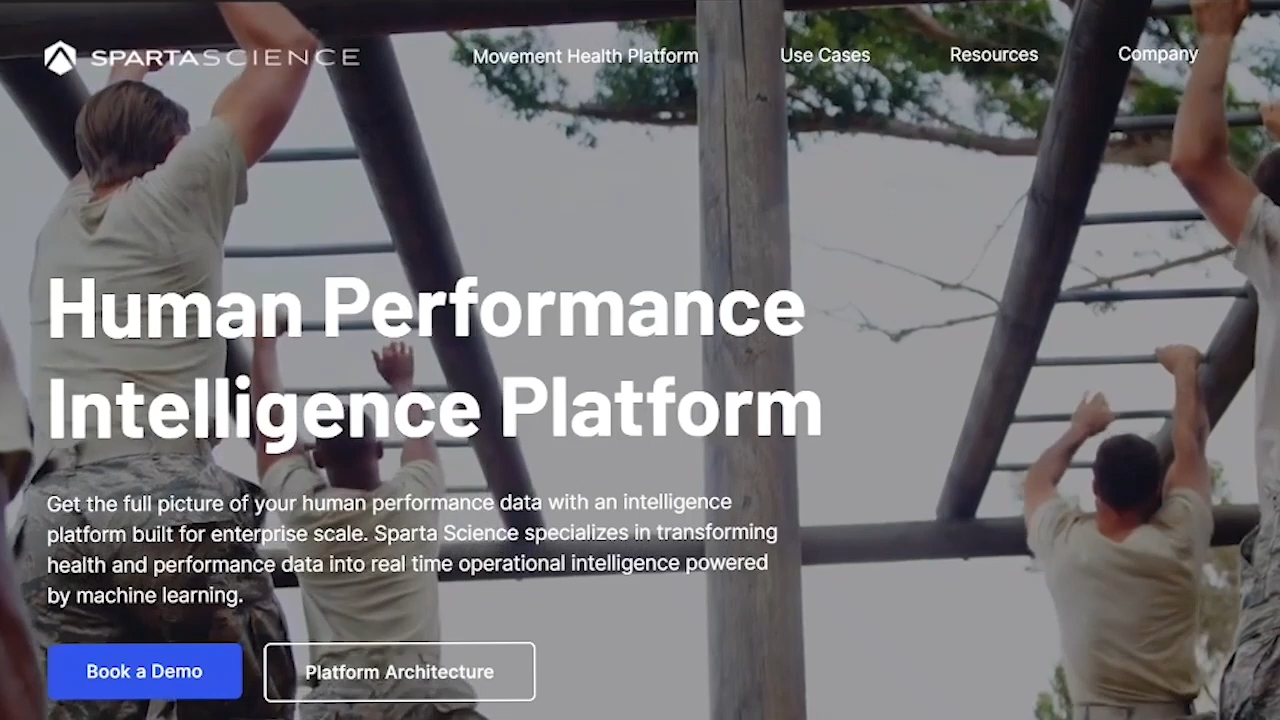 SPARTASCIENCE
Movement Health Platform
Use Cases
Resources
Company
Human Performance
Intelligence Platform
Get the full picture of your human performance data with an intelligence
platform built for enterprise scale. Sparta Science specializes in transforming
health and performance data into real time operational intelligence powered
by machine learning.
Book a Demo
Platform Architecture